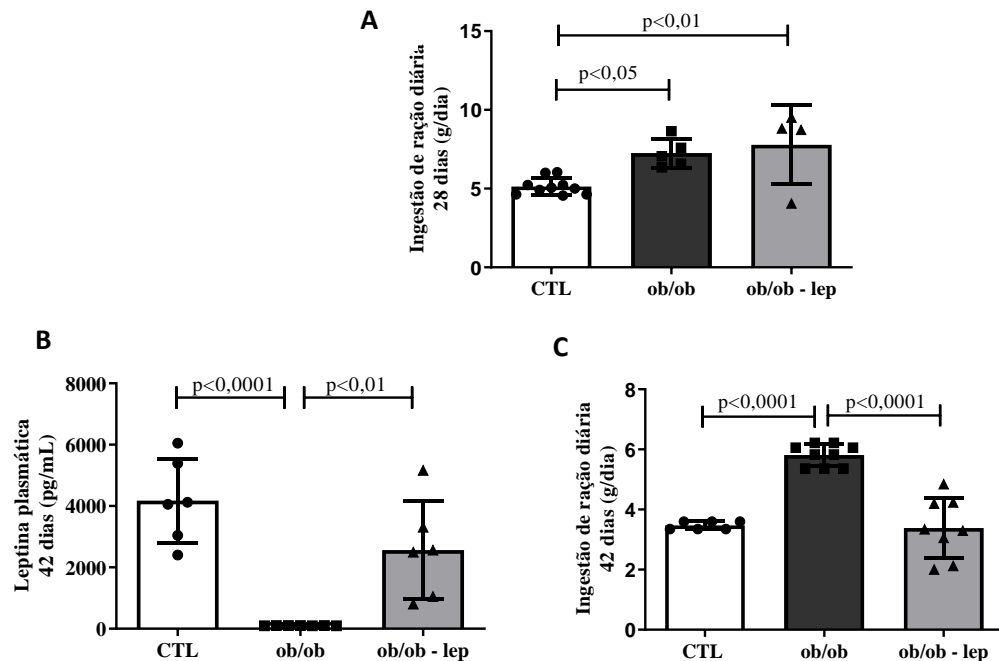 A
Ingestão de ração diária
28 dias (g/dia)
15
10
5
0
p<0,01
p<0,05
CTL
ob/ob
ob/ob - lep
B
Leptina plasmática
42 dias (pg/mL)
8000
6000
4000
2000
0
p<0,0001
p<0,01
CTL
ob/ob
ob/ob - lep
C
Ingestão de ração diária
42 dias (g/dia)
8
6
4
2
0
p<0,0001
p<0,0001
CTL
ob/ob
ob/ob - lep